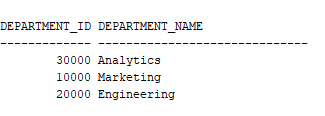 DEPARTMENT_ID DEPARTMENT_NAME
------------- ------------------------------
30000 Analytics
10000 Marketing
20000 Engineering